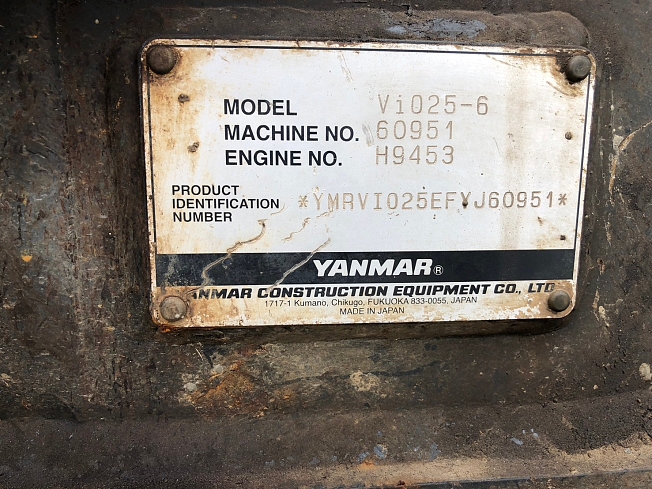 MODEL Vi025-6
MACHINE NO. 60951
ENGINE NO. H9453
PRODUCT
IDENTIFICATION *YMRVI025EFYJ60951*
NUMBER
YANMAR®
YANMAR CONSTRUCTION EQUIPMENT CO., LTD
1717-1 Kumano, Chikugo, FUKUOKA 833-0055, JAPAN
MADE IN JAPAN